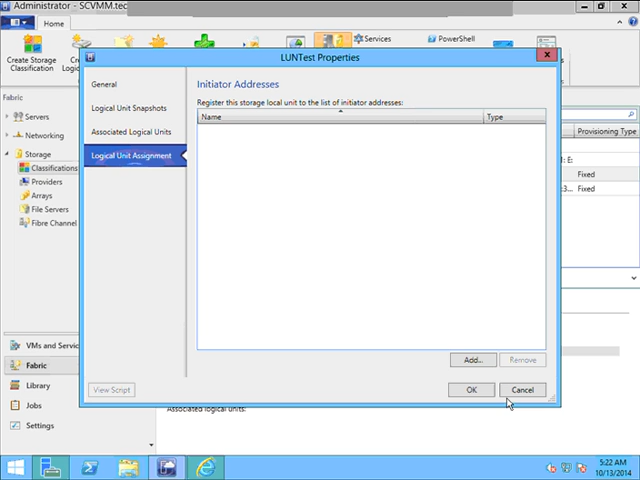 Administrator - SCVMM.tec
Home
Create Storage
Classification
Services
PowerShell
LUNTest Properties
General
Logical Unit Snapshots
Associated Logical Units
Logical Unit Assignment
Initiator Addresses
Register this storage local unit to the list of initiator addresses:
Name
Type
Add...
Remove
View Script
OK
Cancel
Fabric
Servers
Networking
Storage
Classifications
Providers
Arrays
File Servers
Fibre Channel
Provisioning Type
: E:
Fixed
:3... Fixed
VMs and Servic
Fabric
Library
Jobs
Settings
Associated logical units:
5:22 AM
10/13/2014